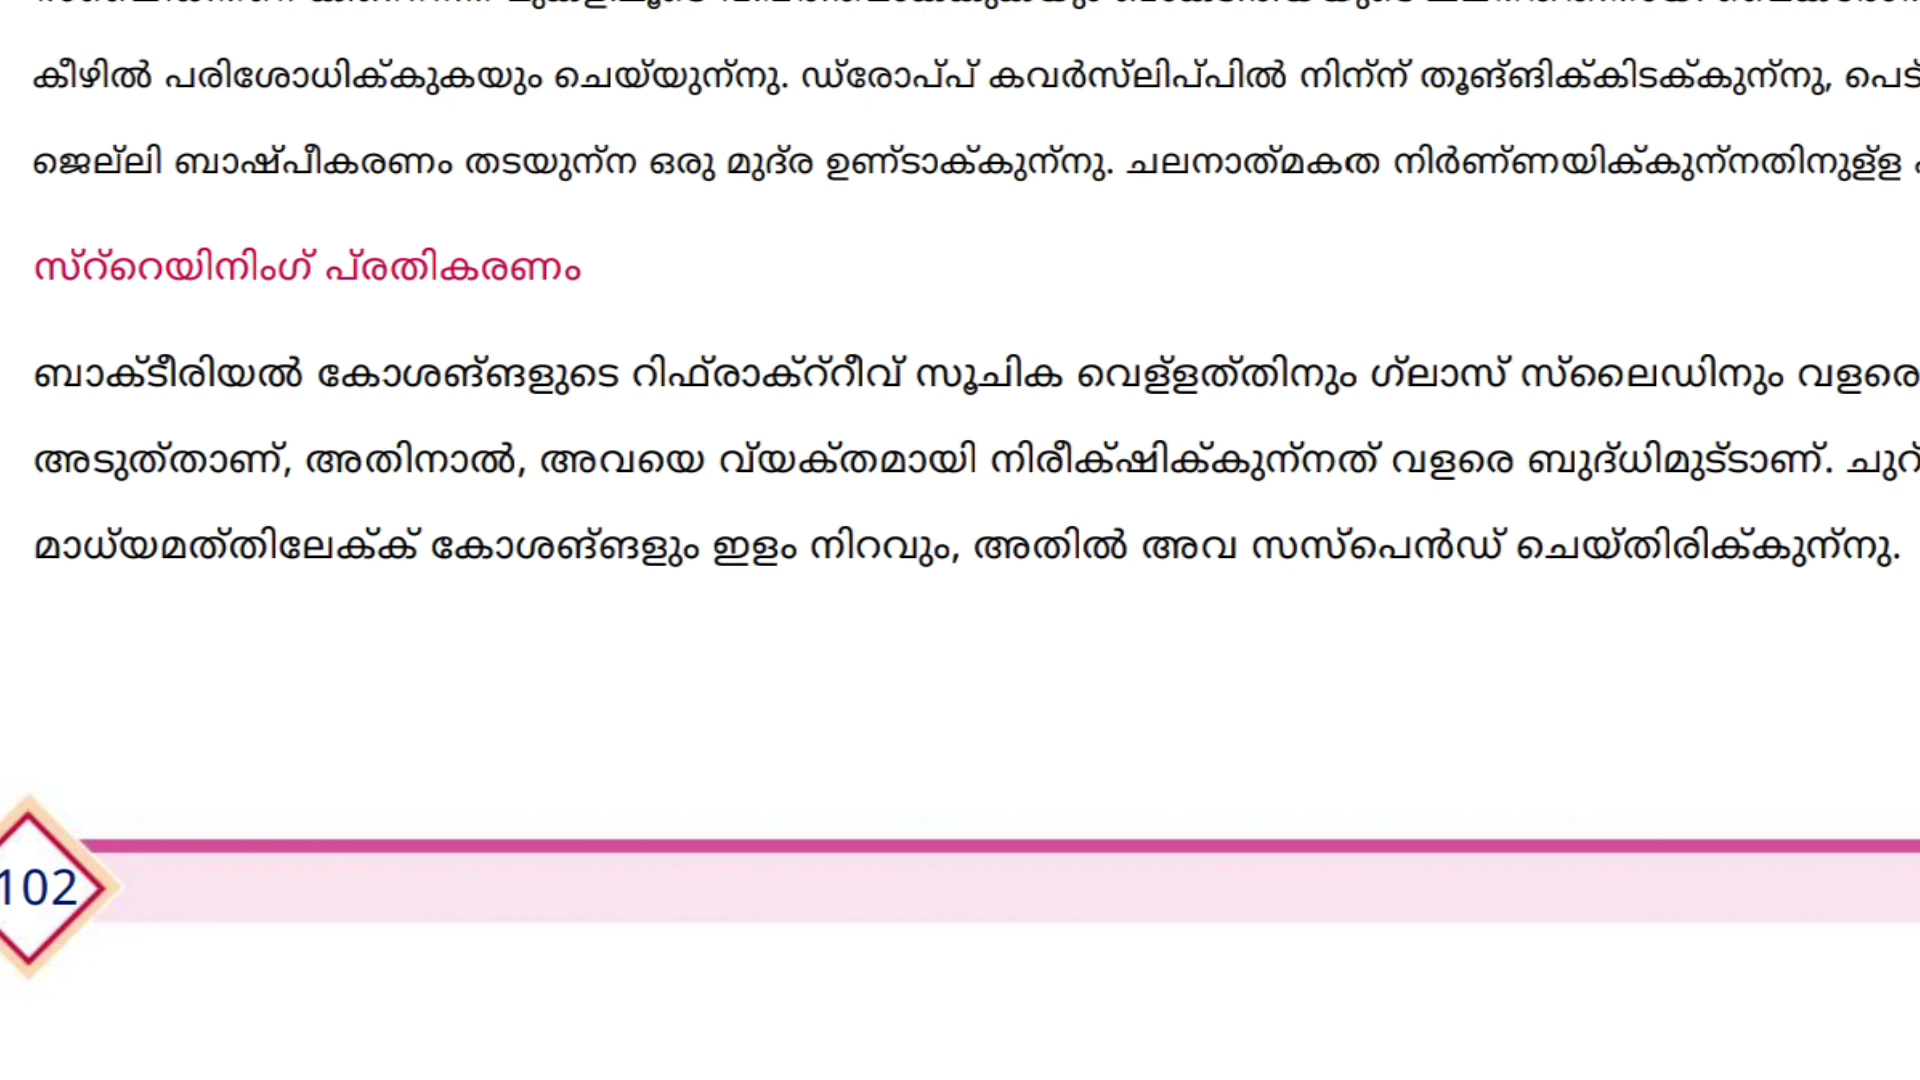 കീഴിൽ പരിശോധിക്കുകയും ചെയ്യുന്നു. ഡ്രോപ്പ് കവർസ്ലിപ്പിൽ നിന്ന് തൂങ്ങിക്കിടക്കുന്നു,
ജെല്ലി ബാഷ്പീകരണം തടയുന്ന ഒരു മുദ്ര ഉണ്ടാക്കുന്നു. ചലനാത്മകത നിർണ്ണയിക്കുന്നതിനുള്ള
സ്റ്റെയിനിംഗ് പ്രതികരണം
ബാക്ടീരിയൽ കോശങ്ങളുടെ റിഫ്രാക്റ്റീവ് സൂചിക വെള്ളത്തിനും ഗ്ലാസ് സ്ലൈഡിനും വളരെ
അടുത്താണ്, അതിനാൽ, അവയെ വ്യക്തമായി നിരീക്ഷിക്കുന്നത് വളരെ ബുദ്ധിമുട്ടാണ്.
മാധ്യമത്തിലേക്ക് കോശങ്ങളും ഇളം നിറവും, അതിൽ അവ സസ്പെൻഡ് ചെയ്തിരിക്കുന്നു.
102